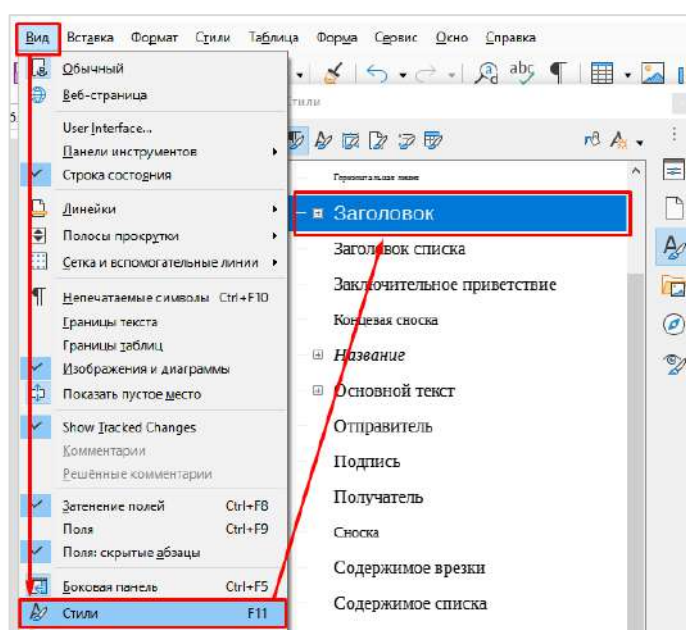 Вид Вставка Формат Стили Таблица Форма Сервис Окно Справка
Обычный
Веб-страница
User Interface...
Панели инструментов
Строка состояния
Линейки
Полосы прокрутки
Сетка и вспомогательные линии
Непечатаемые символы Ctrl+F10
Границы текста
Границы таблиц
Изображения и диаграммы
Показать пустое место
Show Tracked Changes
Комментарии
Решённые комментарии
Затенение полей Ctrl+F8
Поля Ctrl+F9
Поля: скрытые абзацы
Боковая панель Ctrl+F5
Стили F11
тили
Горизонтальная линия
Заголовок
Заголовок списка
Заключительное приветствие
Концевая сноска
Название
Основной текст
Отправитель
Подпись
Получатель
Сноска
Содержимое врезки
Содержимое списка